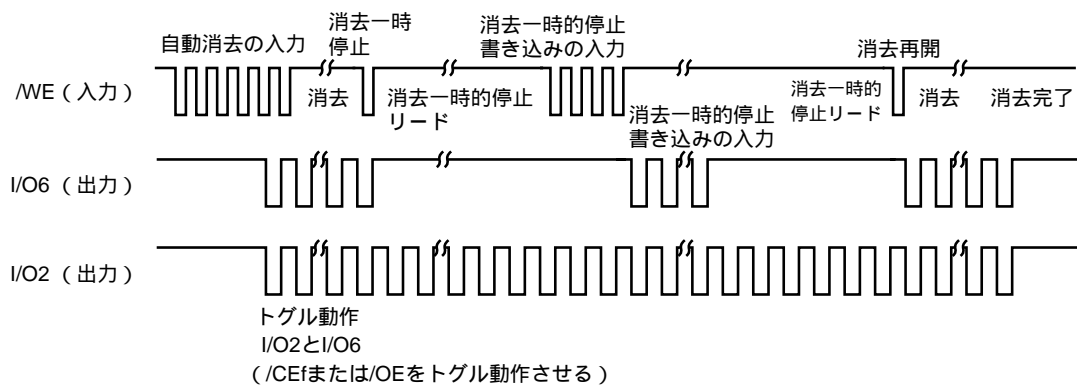 自動消去の入力
消去一時
停止
消去一時的停止
書き込みの入力
消去再開
/WE(入力)
消去
消去一時的停止
リード
消去一時的停止
書き込みの入力
消去一時的
停止リード
消去
消去完了
I/O6(出力)
I/O2(出力)
トグル動作
I/O2とI/O6
(/CEfまたは/OEをトグル動作させる)